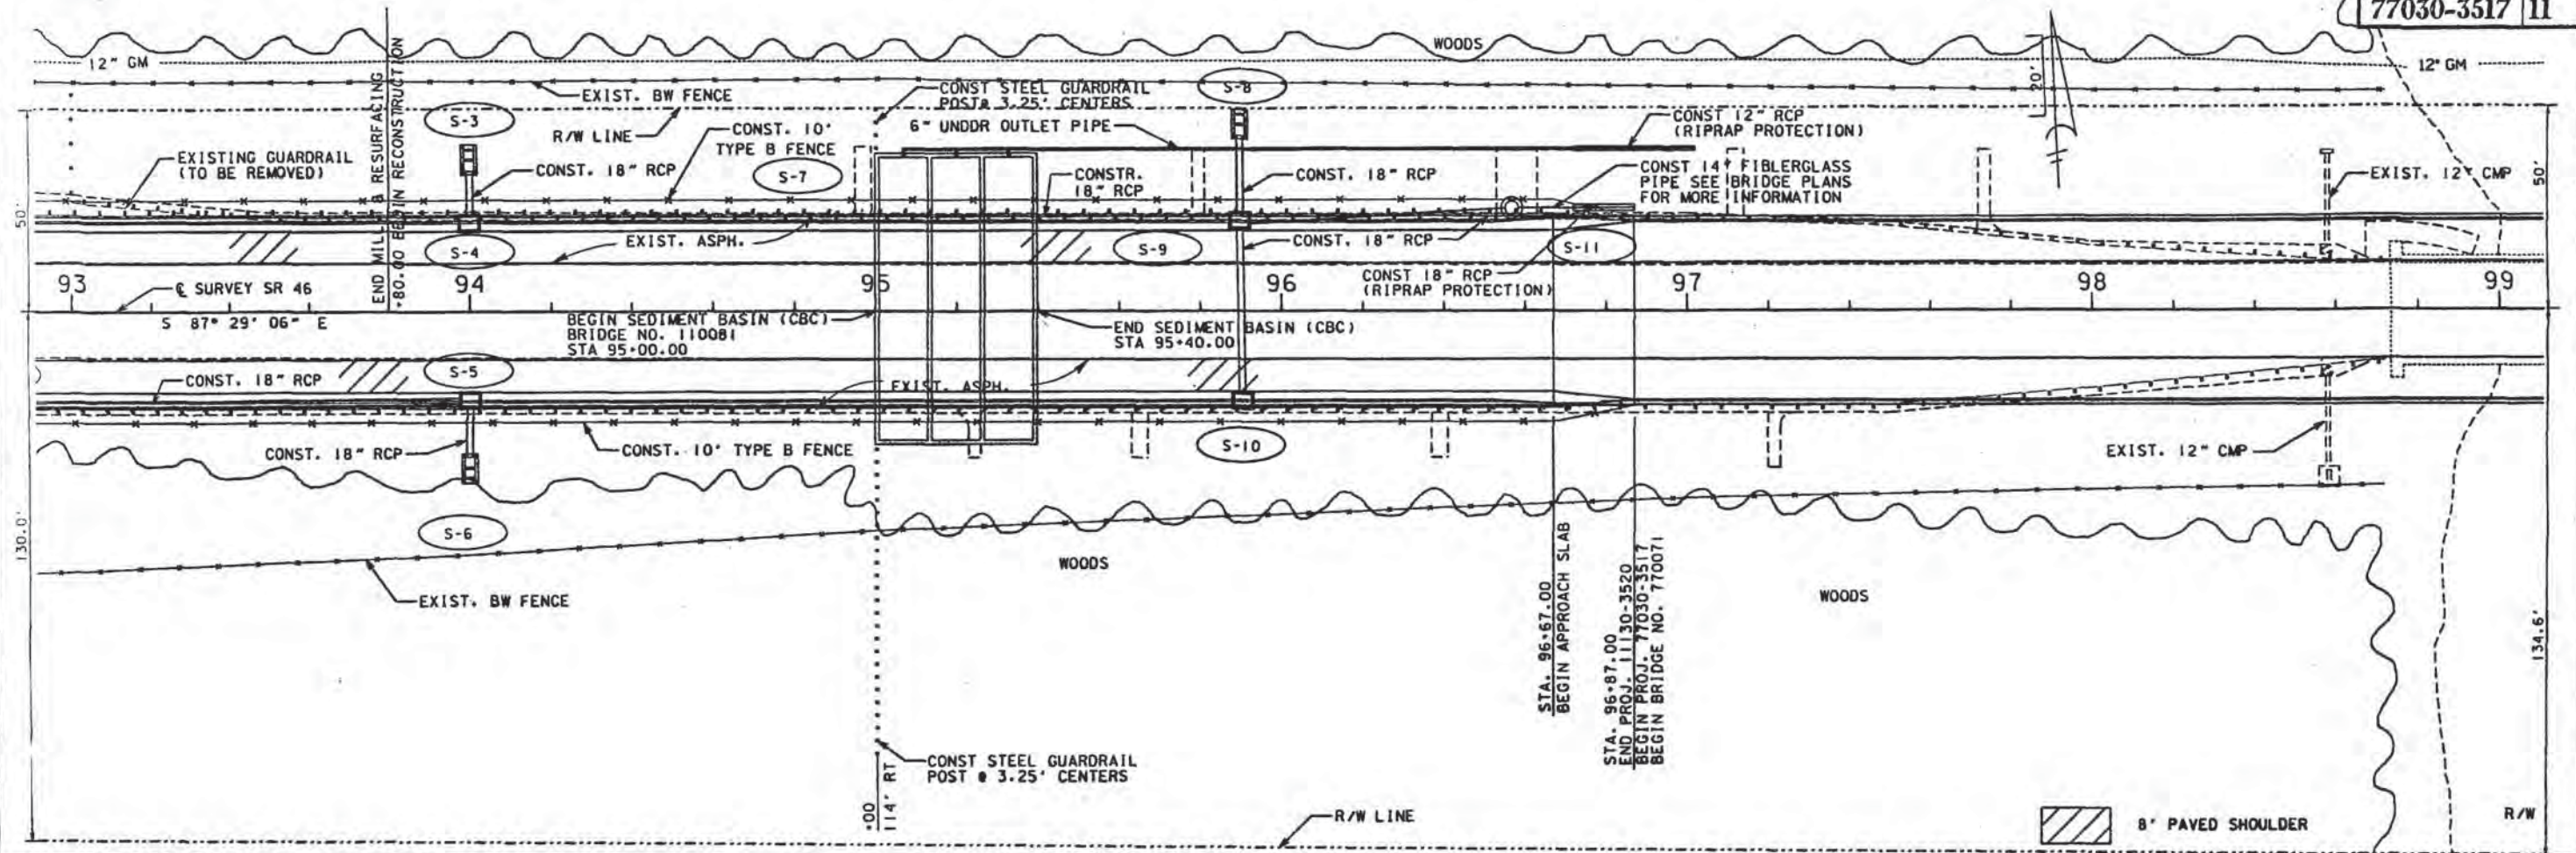 77030-3517 11
WOODS
12" GM
12" GM
20'
EXIST. BW FENCE
S-3
R/W LINE
CONST. 10'
TYPE B FENCE
CONST STEEL GUARDRAIL
POST@ 3.25' CENTERS
6" UNDDR OUTLET PIPE
S-8
CONST 12" RCP
(RIPRAP PROTECTION)
END MILL & RESURFACING
+80.00 BEGIN RECONSTRUCTION
EXISTING GUARDRAIL
(TO BE REMOVED)
CONST. 18" RCP
S-7
CONSTR.
18" RCP
CONST. 18" RCP
CONST 14" FIBLERGLASS
PIPE SEE BRIDGE PLANS
FOR MORE INFORMATION
EXIST. 12" CMP
50'
50'
S-4
EXIST. ASPH.
S-9
CONST. 18" RCP
S-11
CONST 18" RCP
(RIPRAP PROTECTION)
93 94 95 96 97 98 99
℄ SURVEY SR 46
S 87° 29' 06" E
BEGIN SEDIMENT BASIN (CBC)
BRIDGE NO. 110081
STA 95+00.00
END SEDIMENT BASIN (CBC)
STA 95+40.00
S-5
CONST. 18" RCP
EXIST. ASPH.
CONST. 18" RCP
CONST. 10' TYPE B FENCE
S-10
EXIST. 12" CMP
130.0'
S-6
WOODS
EXIST. BW FENCE
WOODS
STA. 96+67.00
BEGIN APPROACH SLAB
STA. 96+87.00
END PROJ. 11130-3520
BEGIN PROJ. 77030-3517
BEGIN BRIDGE NO. 770071
134.6'
CONST STEEL GUARDRAIL
POST @ 3.25' CENTERS
+00
114' RT
R/W LINE
8' PAVED SHOULDER
R/W